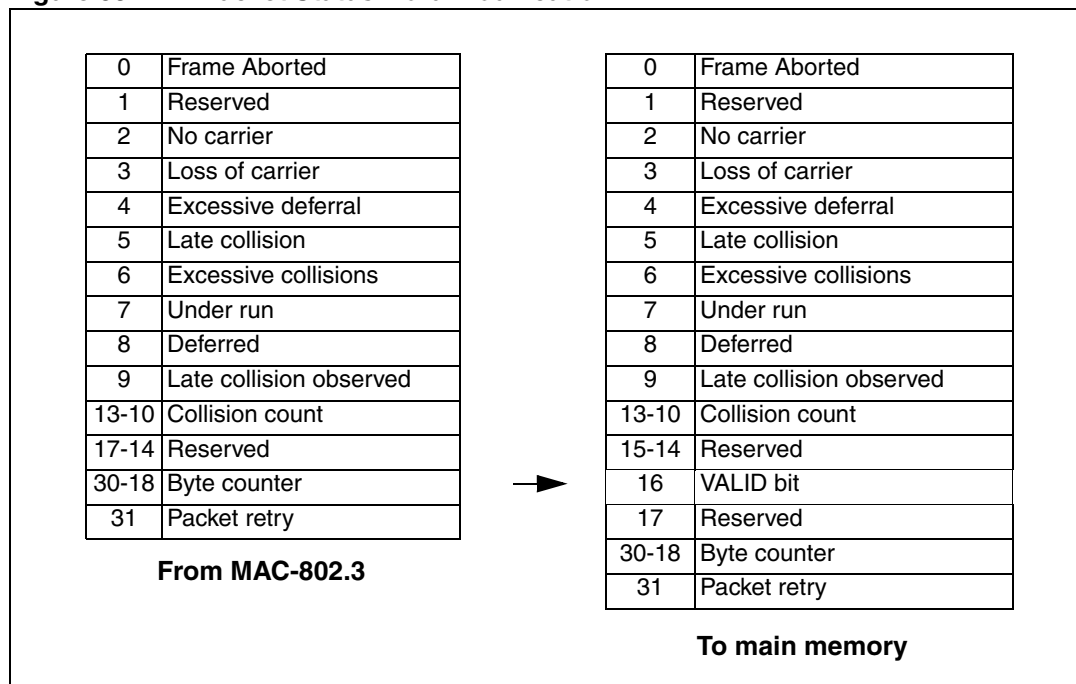 0 Frame Aborted
1 Reserved
2 No carrier
3 Loss of carrier
4 Excessive deferral
5 Late collision
6 Excessive collisions
7 Under run
8 Deferred
9 Late collision observed
13-10 Collision count
17-14 Reserved
30-18 Byte counter
31 Packet retry
From MAC-802.3
0 Frame Aborted
1 Reserved
2 No carrier
3 Loss of carrier
4 Excessive deferral
5 Late collision
6 Excessive collisions
7 Under run
8 Deferred
9 Late collision observed
13-10 Collision count
15-14 Reserved
16 VALID bit
17 Reserved
30-18 Byte counter
31 Packet retry
To main memory